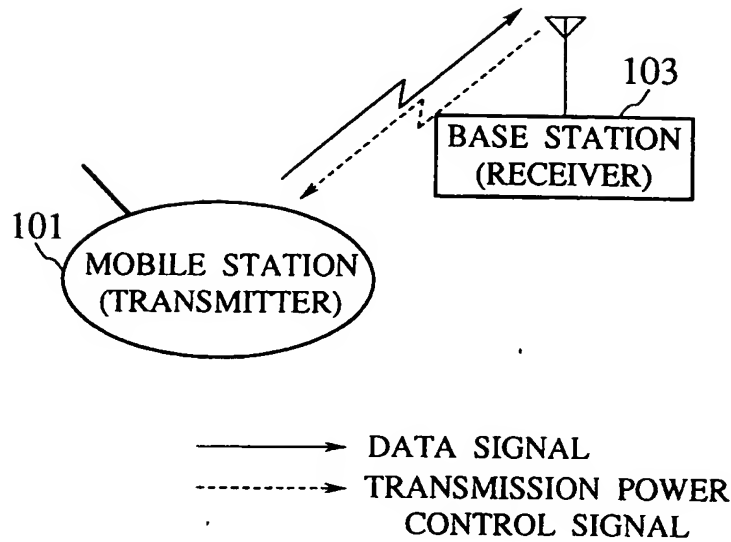 103
BASE STATION
(RECEIVER)
101
MOBILE STATION
(TRANSMITTER)
DATA SIGNAL
TRANSMISSION POWER
CONTROL SIGNAL